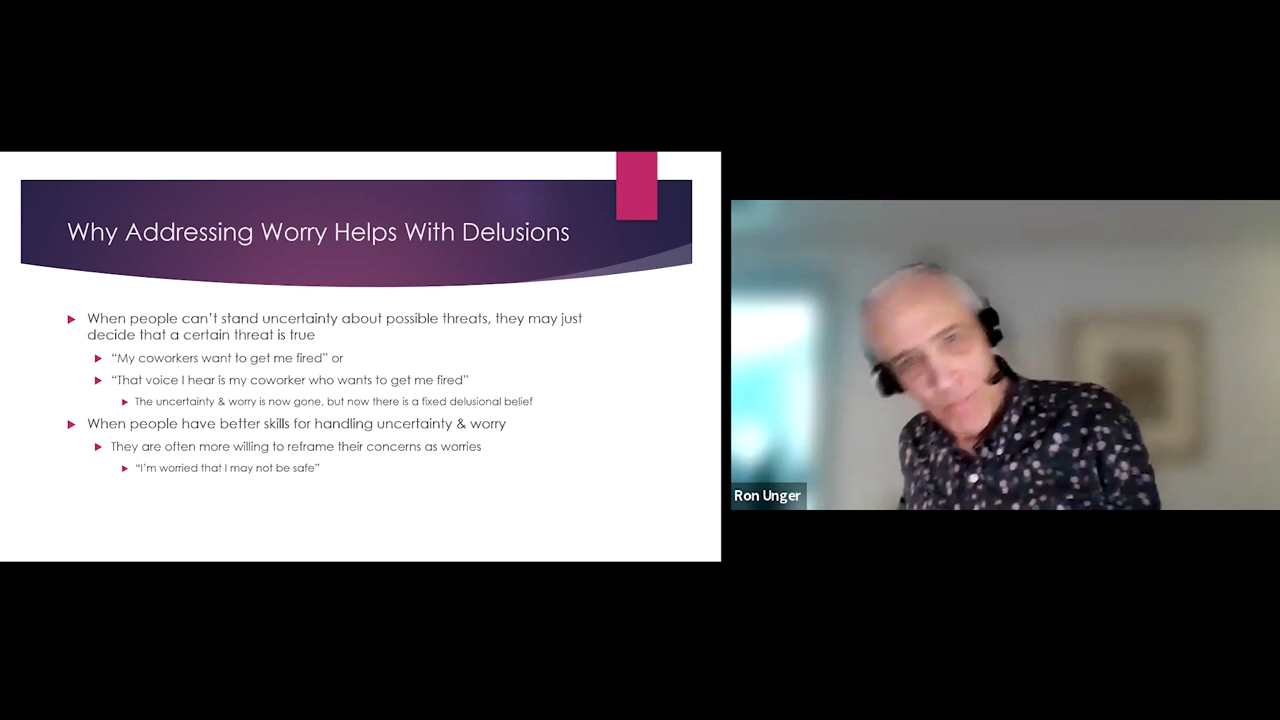 Why Addressing Worry Helps With Delusions
When people can’t stand uncertainty about possible threats, they may just
decide that a certain threat is true
“My coworkers want to get me fired” or
“That voice I hear is my coworker who wants to get me fired”
The uncertainty & worry is now gone, but now there is a fixed delusional belief
When people have better skills for handling uncertainty & worry
They are often more willing to reframe their concerns as worries
“I’m worried that I may not be safe”
Ron Unger